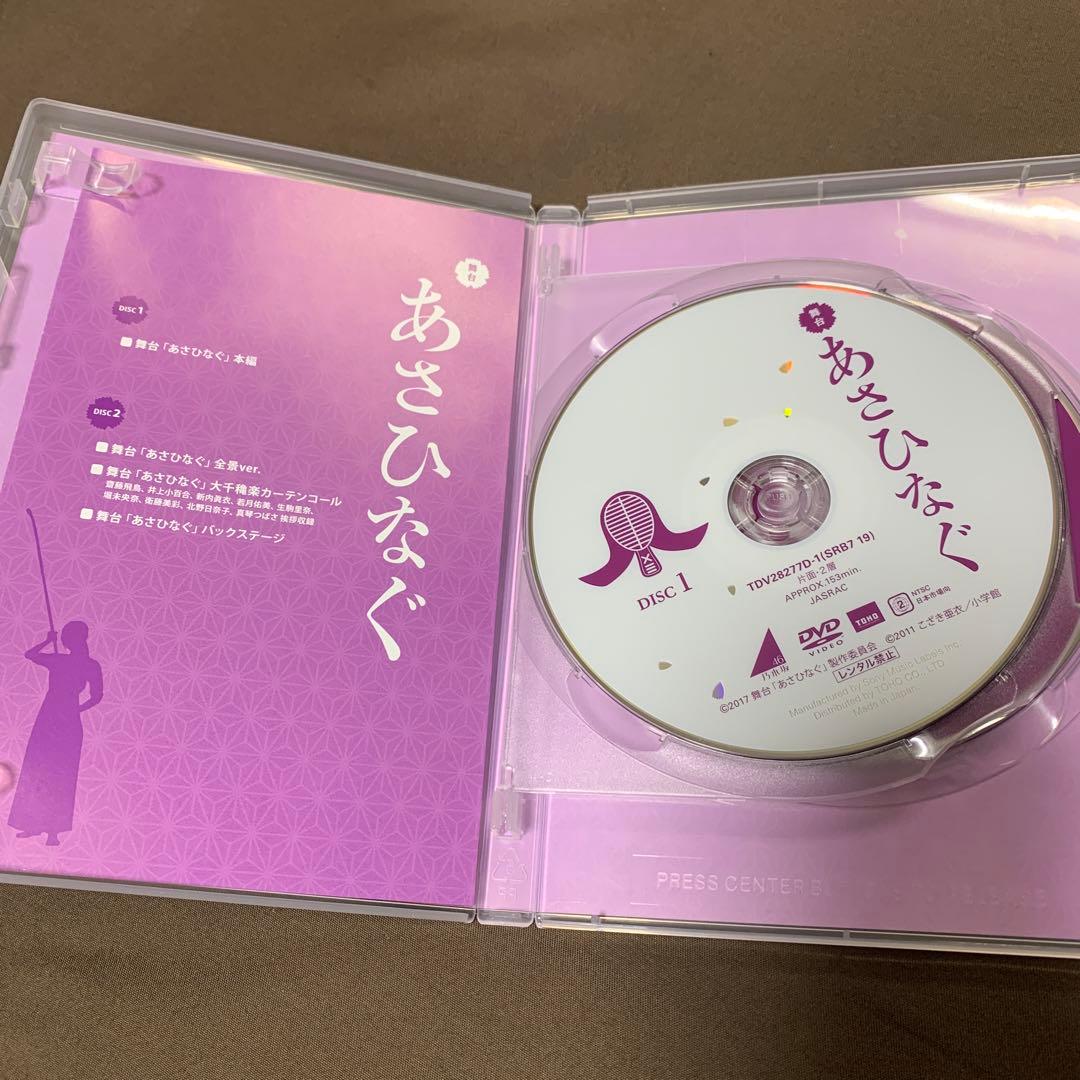 舞台
あさひなぐ
DISC 1
舞台「あさひなぐ」本編
DISC 2
舞台「あさひなぐ」全景ver.
舞台「あさひなぐ」大千穐楽カーテンコール
齋藤飛鳥、井上小百合、新内眞衣、若月佑美、生駒里奈、
堀未央奈、衛藤美彩、北野日奈子、真琴つばさ 挨拶収録
舞台「あさひなぐ」バックステージ
舞台
あさひなぐ
DISC 1
TDV28277D-1(SRB7 19)
片面・2層
APPROX.153min.
JASRAC
乃木坂46
DVD
VIDEO
TOHO
2
NTSC
日本市場向
©2017 舞台「あさひなぐ」製作委員会 ©2011 こざき亜衣/小学館
レンタル禁止
Manufactured by Sony Music Labels Inc.
Distributed by TOHO CO., LTD
Made in Japan.
PUSH
PRESS CENTER